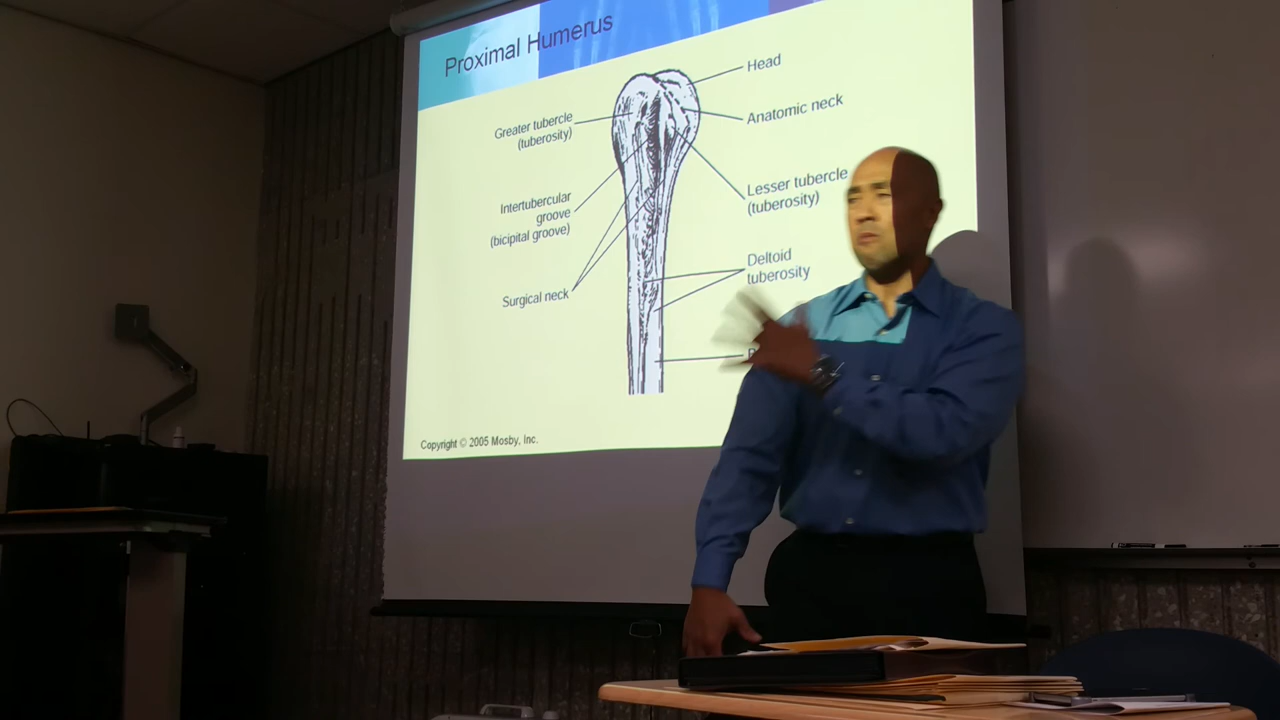 Proximal Humerus
Head
Greater tubercle
(tuberosity)
Anatomic neck
Lesser tubercle
(tuberosity)
Intertubercular
groove
(bicipital groove)
Deltoid
tuberosity
Surgical neck
Copyright © 2005 Mosby, Inc.